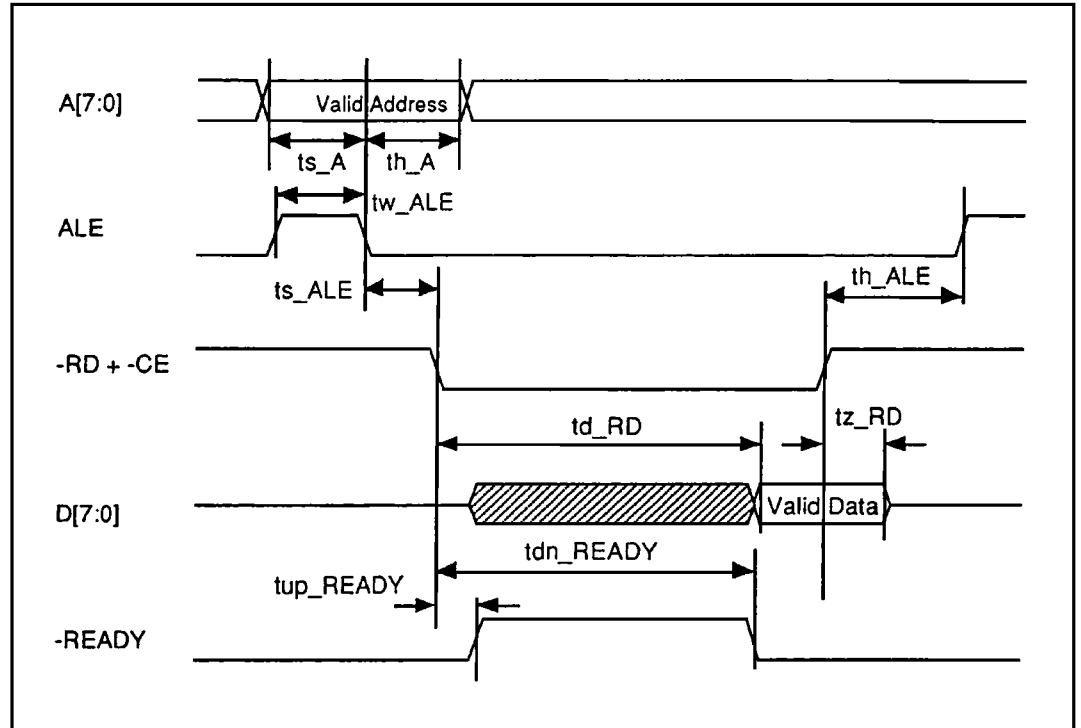 A[7:0]
Valid Address
ts_A
th_A
tw_ALE
ALE
ts_ALE
th_ALE
-RD + -CE
td_RD
tz_RD
D[7:0]
Valid Data
tdn_READY
tup_READY
-READY